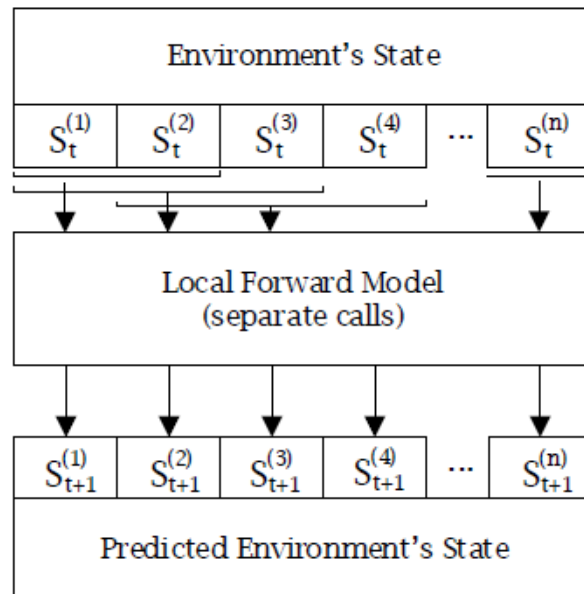 Environment's State
S_t^(1) S_t^(2) S_t^(3) S_t^(4) ... S_t^(n)
Local Forward Model
(separate calls)
S_t+1^(1) S_t+1^(2) S_t+1^(3) S_t+1^(4) ... S_t+1^(n)
Predicted Environment's State